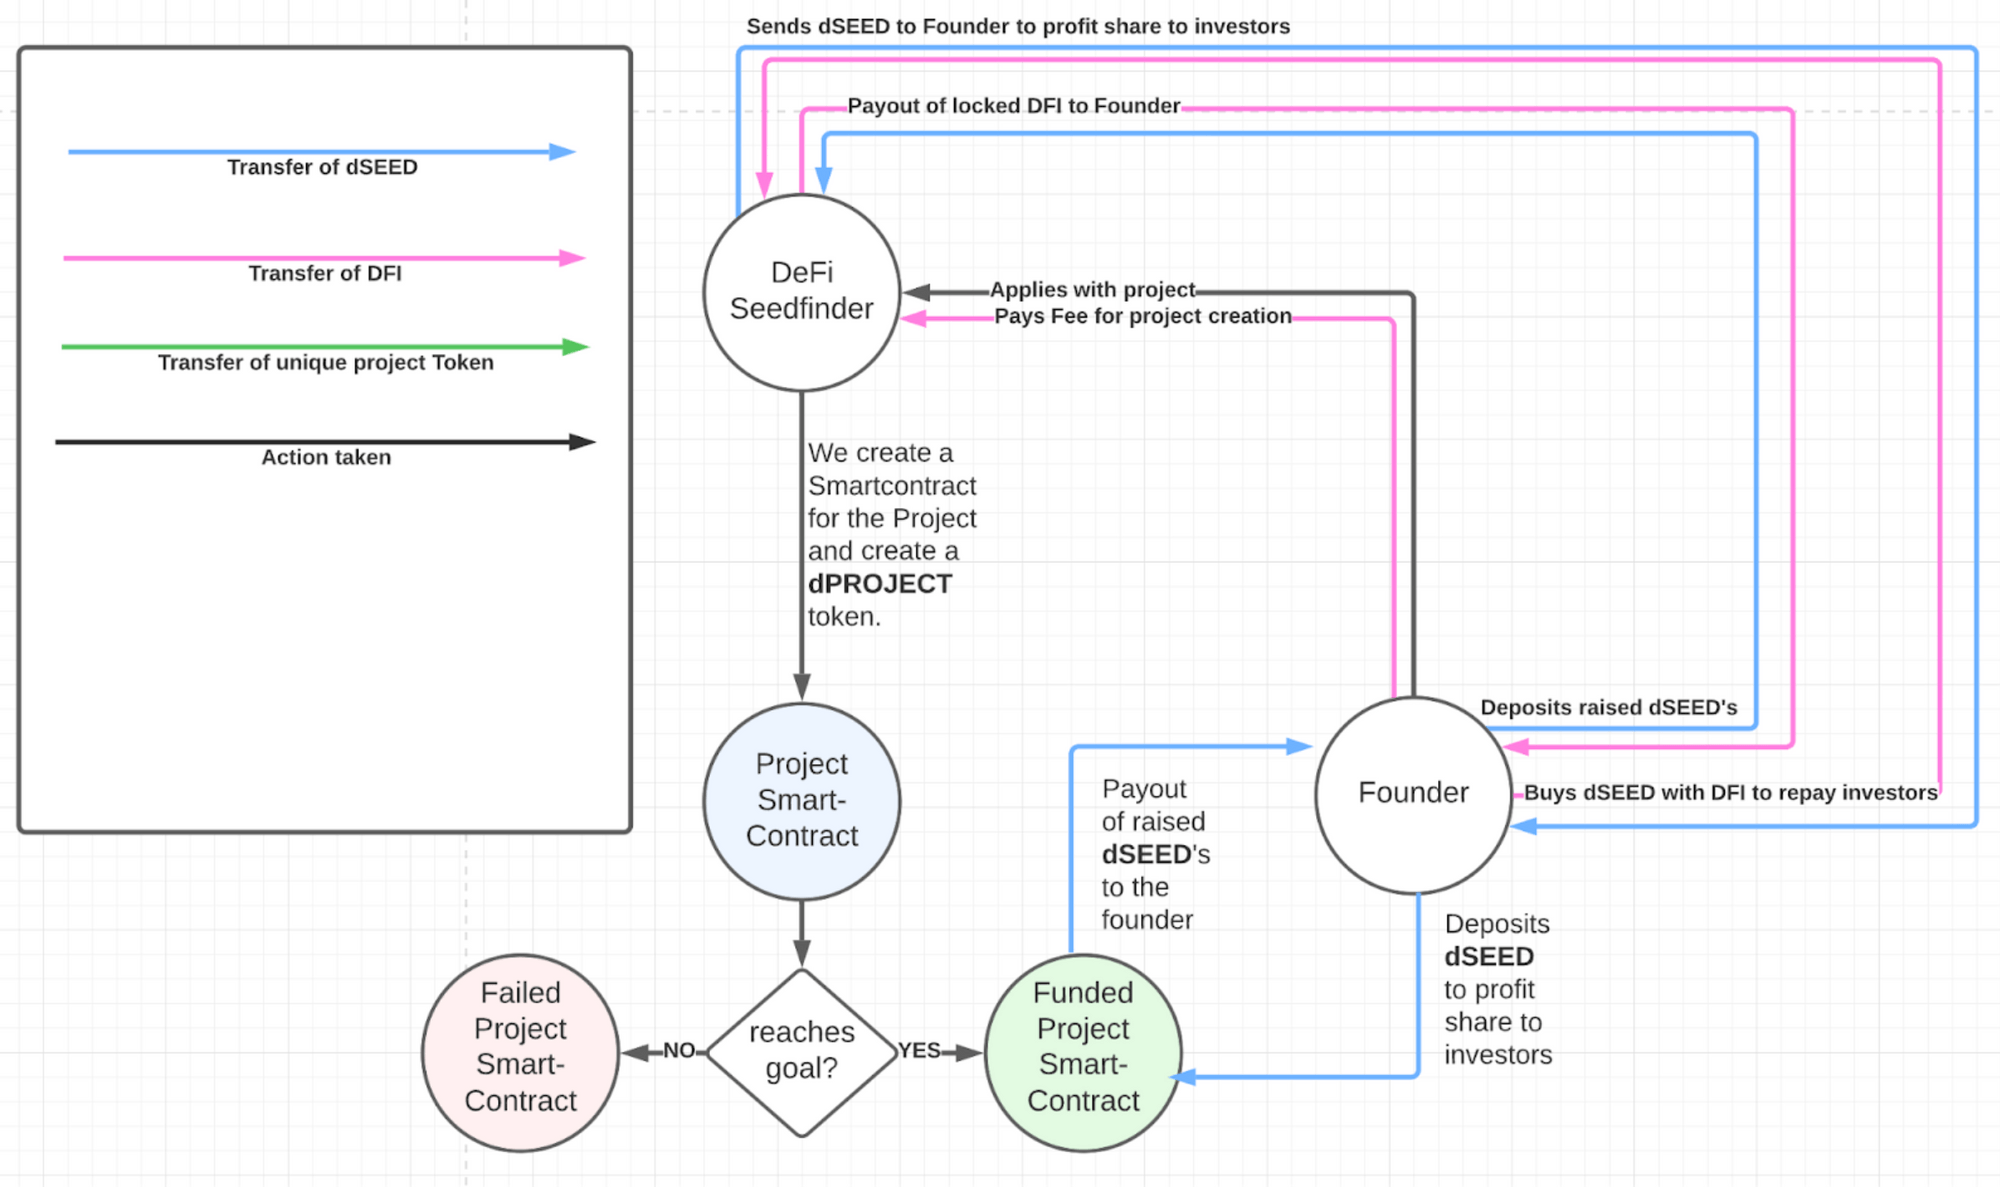 Sends dSEED to Founder to profit share to investors
Payout of locked DFI to Founder
Transfer of dSEED
Transfer of DFI
Transfer of unique project Token
Action taken
DeFi
Seedfinder
Applies with project
Pays Fee for project creation
We create a
Smartcontract
for the Project
and create a
dPROJECT
token.
Project
Smart-
Contract
Deposits raised dSEED's
Founder
Buys dSEED with DFI to repay investors
Payout
of raised
dSEED's
to the
founder
Deposits
dSEED
to profit
share to
investors
Failed
Project
Smart-
Contract
NO
reaches
goal?
YES
Funded
Project
Smart-
Contract